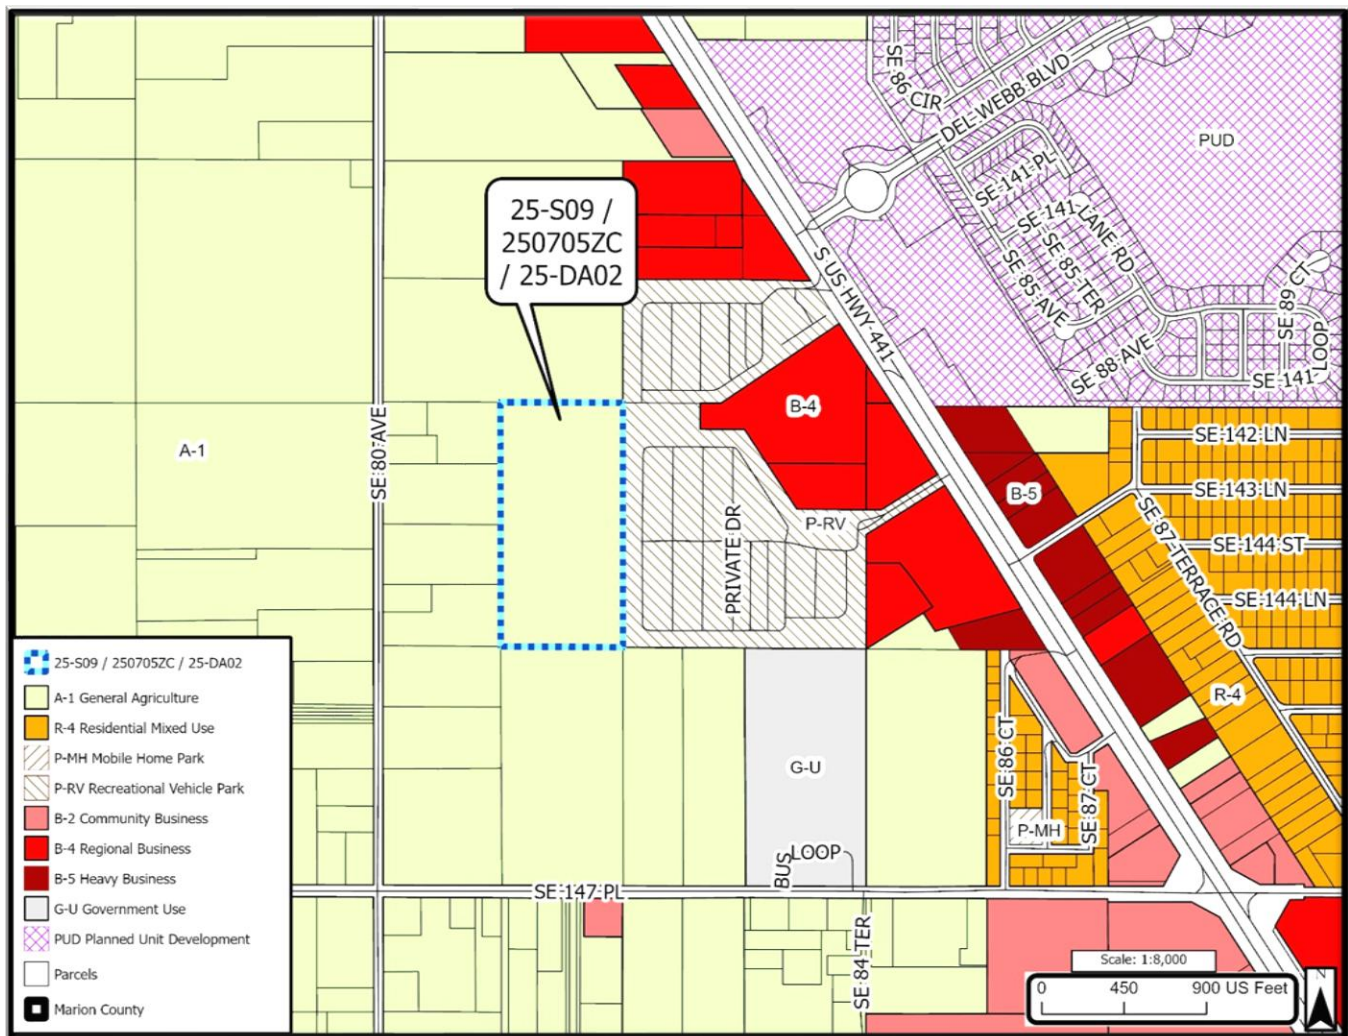 SE 86 CIR
DEL WEBB BLVD
PUD
SE 141 PL
25-S09 /
250705ZC
/ 25-DA02
SE 141 LANE RD
SE 85 TER
SE 85 AVE
S US HWY 441
SE 89 CT
LOOP
SE 88 AVE
SE 141
B-4
A-1
SE 80 AVE
SE 142 LN
SE 143 LN
B-5
P-RV
PRIVATE DR
SE 144 ST
SE 87 TERRACE RD
SE 144 LN
R-4
G-U
SE 86 CT
SE 87 CT
P-MH
BUS
LOOP
SE 147 PL
SE 84 TER
25-S09 / 250705ZC / 25-DA02
A-1 General Agriculture
R-4 Residential Mixed Use
P-MH Mobile Home Park
P-RV Recreational Vehicle Park
B-2 Community Business
B-4 Regional Business
B-5 Heavy Business
G-U Government Use
PUD Planned Unit Development
Parcels
Marion County
Scale: 1:8,000
0 450 900 US Feet
N